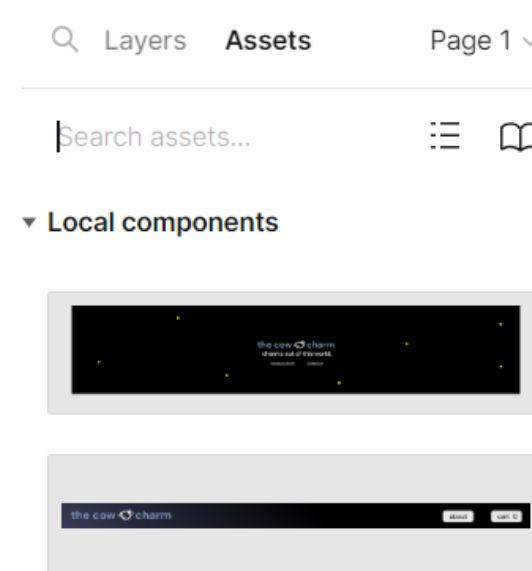 Layers Assets Page 1
Search assets...
Local components
the cow charm
charms out of this world.
the cow charm about cart